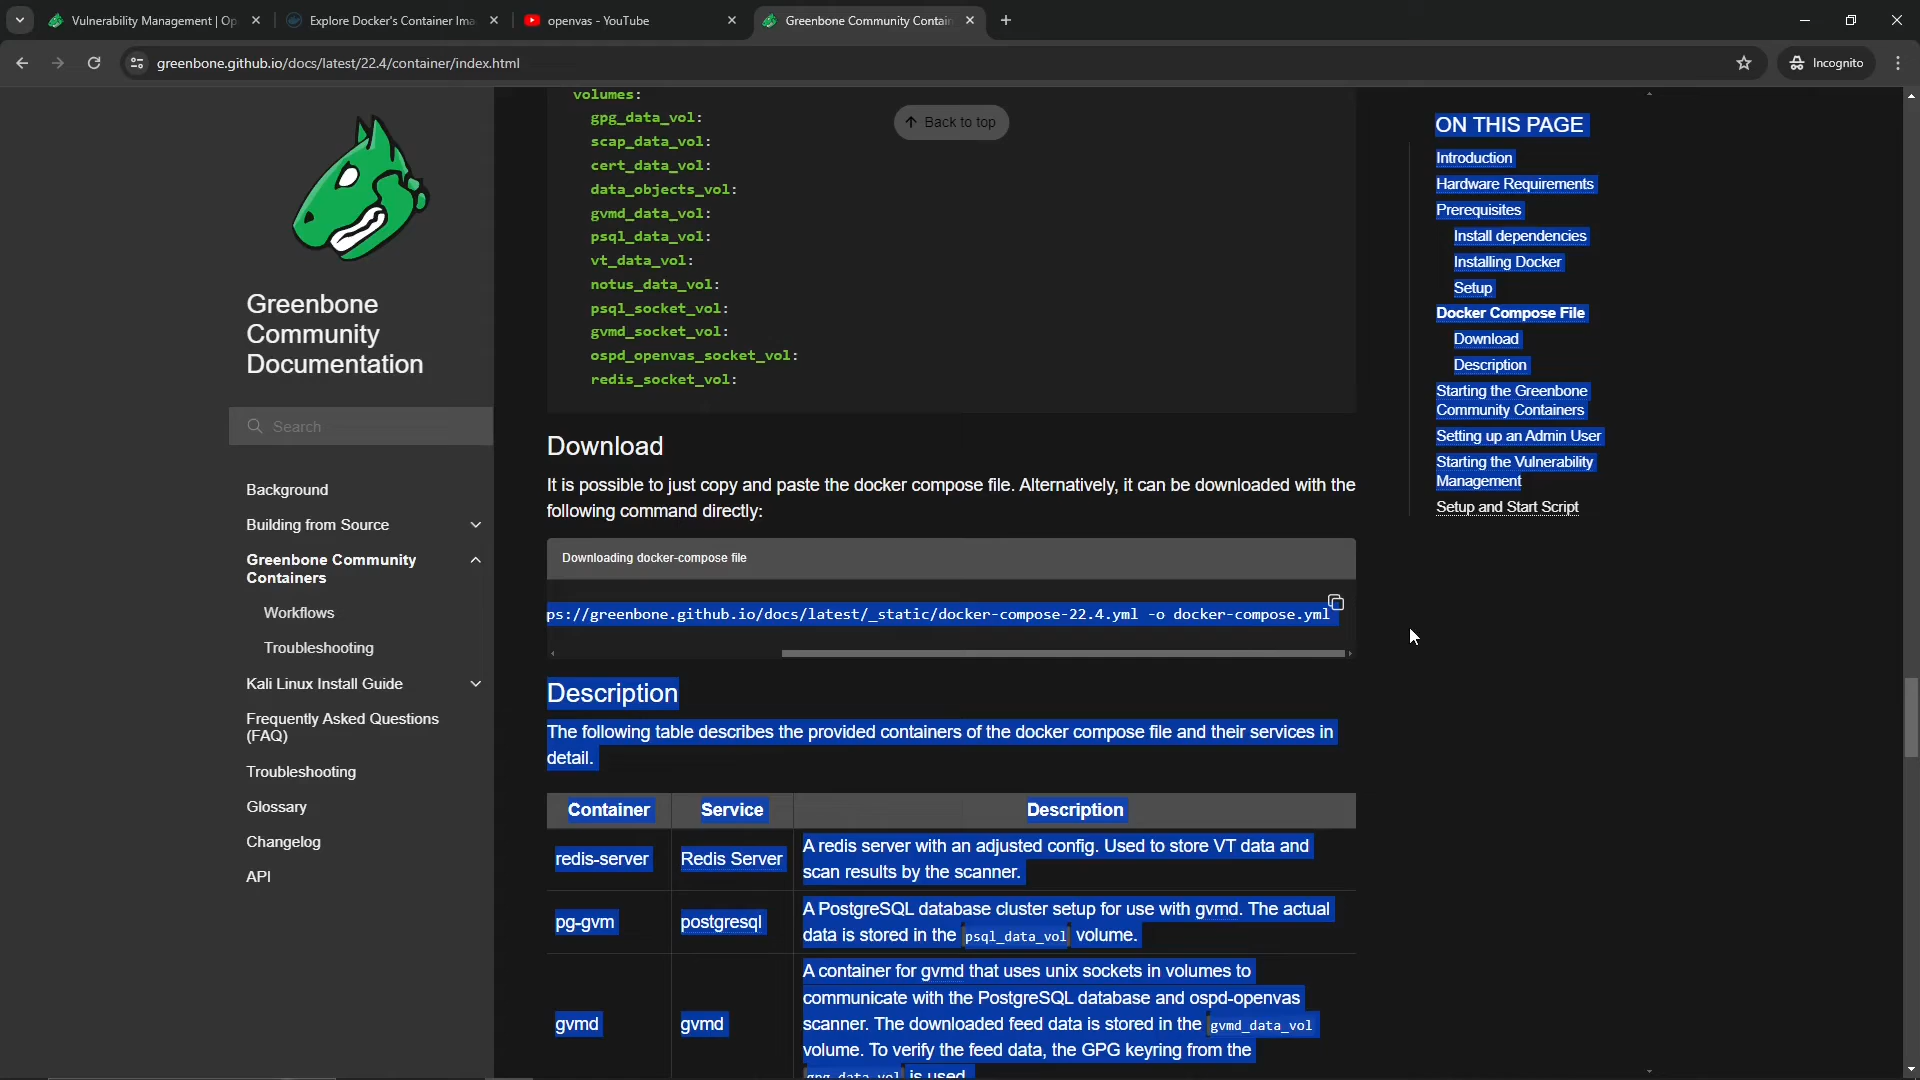 Vulnerability Management | Op
Explore Docker's Container Ima
openvas - YouTube
Greenbone Community Contain
greenbone.github.io/docs/latest/22.4/container/index.html
Incognito
Greenbone
Community
Documentation
Search
Background
Building from Source
Greenbone Community
Containers
Workflows
Troubleshooting
Kali Linux Install Guide
Frequently Asked Questions
(FAQ)
Troubleshooting
Glossary
Changelog
API
volumes:
gpg_data_vol:
scap_data_vol:
cert_data_vol:
data_objects_vol:
gvmd_data_vol:
psql_data_vol:
vt_data_vol:
notus_data_vol:
psql_socket_vol:
gvmd_socket_vol:
ospd_openvas_socket_vol:
redis_socket_vol:
Back to top
Download
It is possible to just copy and paste the docker compose file. Alternatively, it can be downloaded with the
following command directly:
Downloading docker-compose file
ps://greenbone.github.io/docs/latest/_static/docker-compose-22.4.yml -o docker-compose.yml
Description
The following table describes the provided containers of the docker compose file and their services in
detail.
Container Service Description
redis-server Redis Server A redis server with an adjusted config. Used to store VT data and
scan results by the scanner.
pg-gvm postgresql A PostgreSQL database cluster setup for use with gvmd. The actual
data is stored in the psql_data_vol volume.
gvmd gvmd A container for gvmd that uses unix sockets in volumes to
communicate with the PostgreSQL database and ospd-openvas
scanner. The downloaded feed data is stored in the gvmd_data_vol
volume. To verify the feed data, the GPG keyring from the
gpg_data_vol is used.
ON THIS PAGE
Introduction
Hardware Requirements
Prerequisites
Install dependencies
Installing Docker
Setup
Docker Compose File
Download
Description
Starting the Greenbone
Community Containers
Setting up an Admin User
Starting the Vulnerability
Management
Setup and Start Script